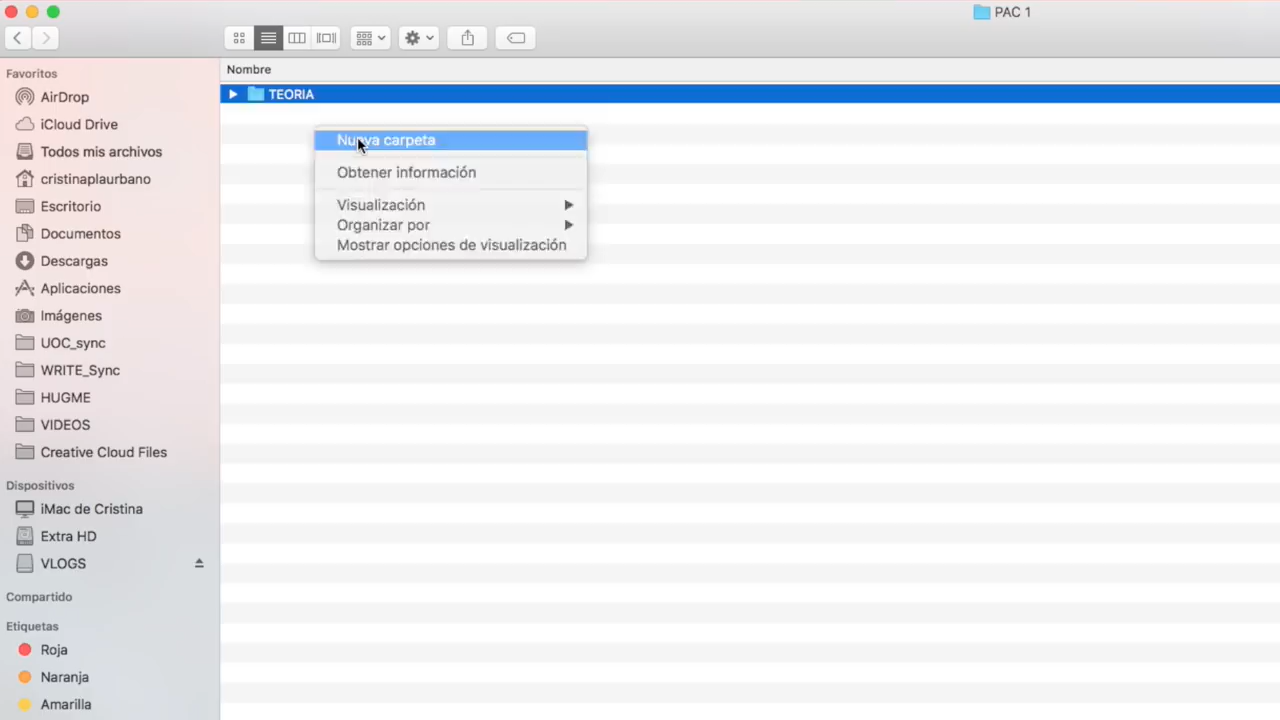 PAC 1
Favoritos
AirDrop
iCloud Drive
Todos mis archivos
cristinaplaurbano
Escritorio
Documentos
Descargas
Aplicaciones
Imágenes
UOC_sync
WRITE_Sync
HUGME
VIDEOS
Creative Cloud Files
Dispositivos
iMac de Cristina
Extra HD
VLOGS
Compartido
Etiquetas
Roja
Naranja
Amarilla
Nombre
TEORIA
Nueva carpeta
Obtener información
Visualización
Organizar por
Mostrar opciones de visualización